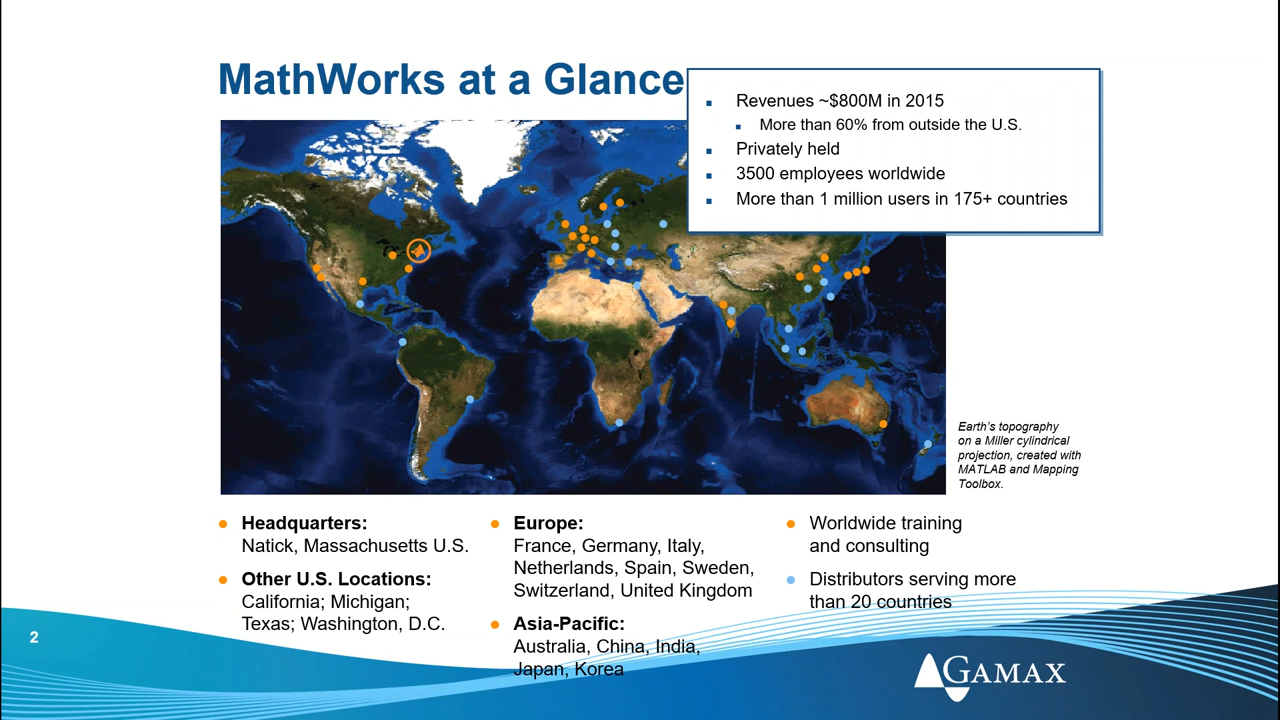 MathWorks at a Glance
Revenues ~$800M in 2015
More than 60% from outside the U.S.
Privately held
3500 employees worldwide
More than 1 million users in 175+ countries
Earth's topography
on a Miller cylindrical
projection, created with
MATLAB and Mapping
Toolbox.
Headquarters:
Natick, Massachusetts U.S.
Other U.S. Locations:
California; Michigan;
Texas; Washington, D.C.
Europe:
France, Germany, Italy,
Netherlands, Spain, Sweden,
Switzerland, United Kingdom
Asia-Pacific:
Australia, China, India,
Japan, Korea
Worldwide training
and consulting
Distributors serving more
than 20 countries
2
GAMAX